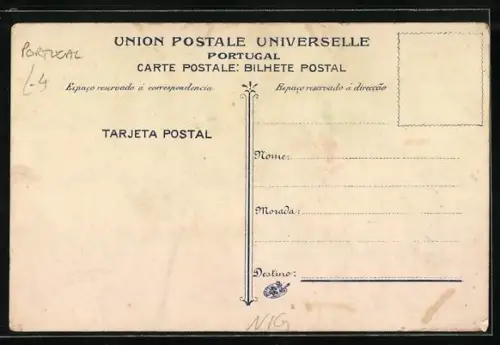 PORTUGAL
L-4
UNION POSTALE UNIVERSELLE
PORTUGAL
CARTE POSTALE: BILHETE POSTAL
Espaço reservado á correspondencia
Espaço reservado á direcção
TARJETA POSTAL
Nome:
Morada:
Destino: